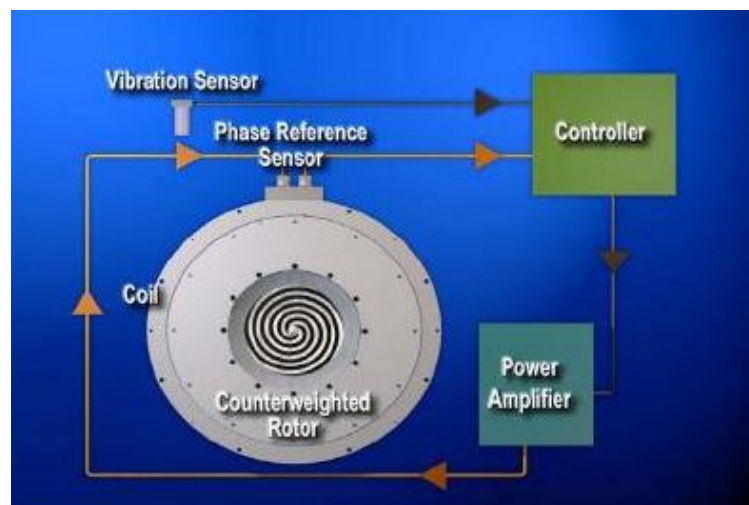 Vibration Sensor
Phase Reference
Sensor
Controller
Coil
Power
Amplifier
Counterweighted
Rotor